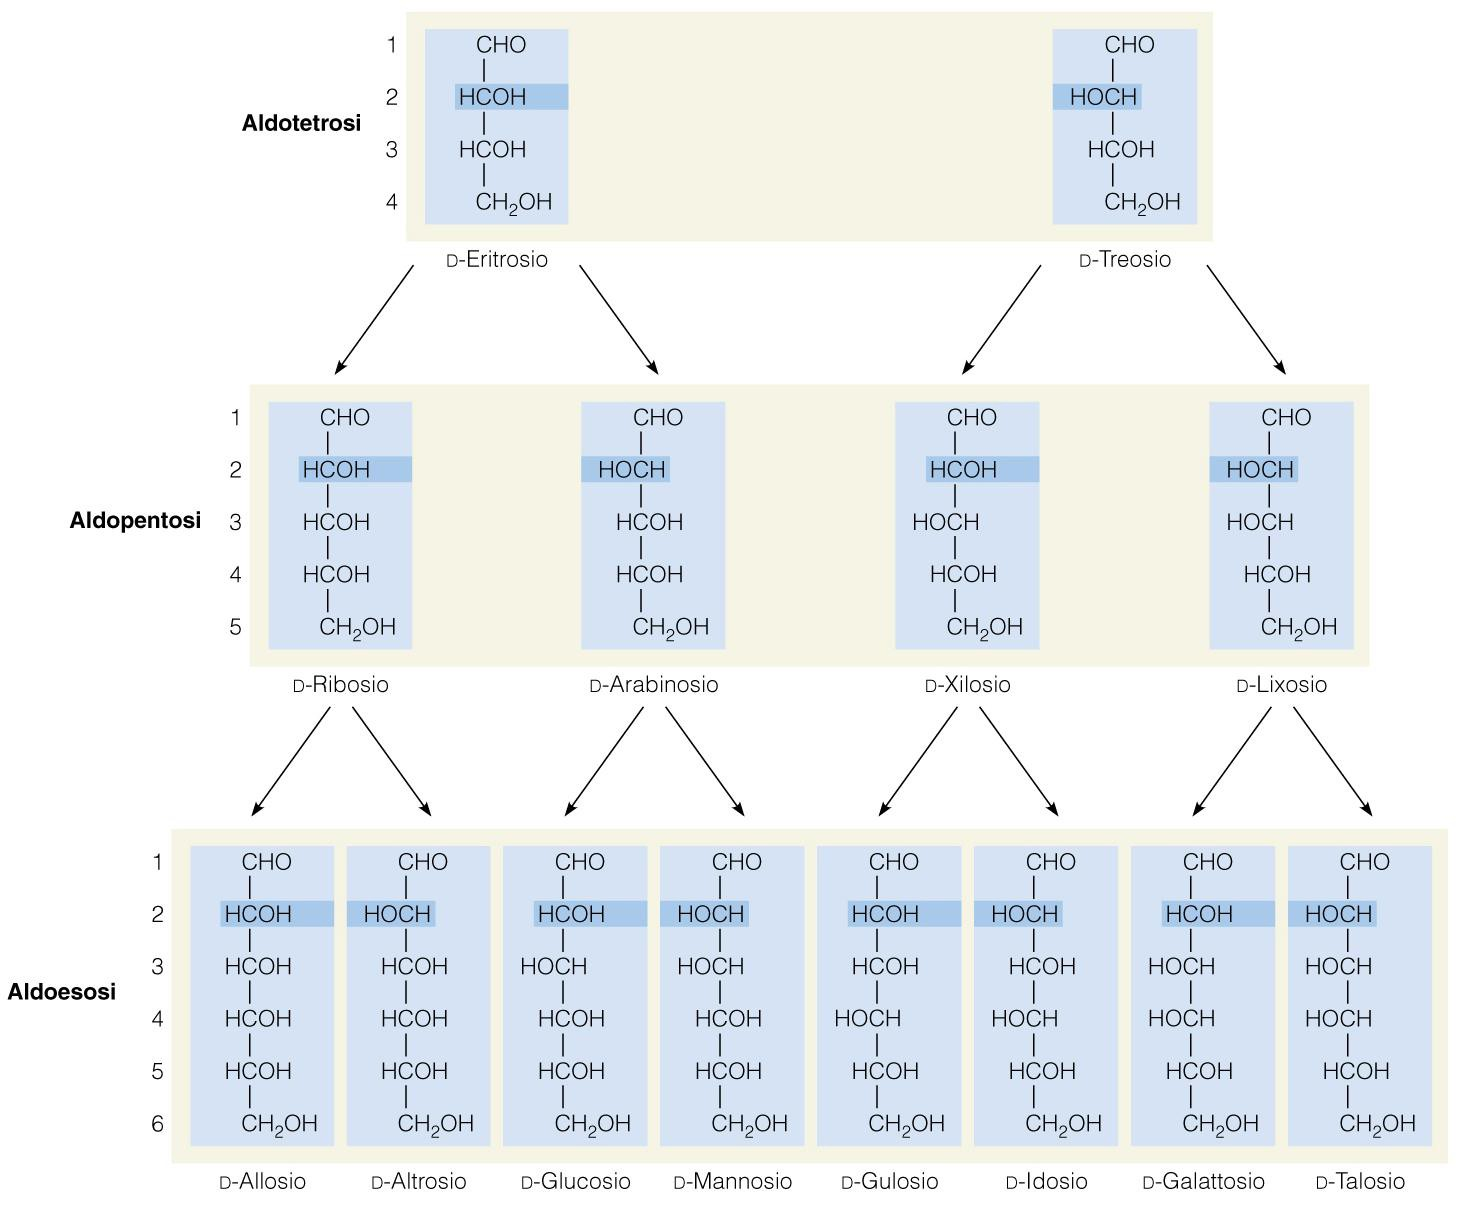 1 CHO CHO
2 HCOH HOCH
Aldotetrosi
3 HCOH HCOH
4 CH₂OH CH₂OH
D-Eritrosio D-Treosio
1 CHO CHO CHO CHO
2 HCOH HOCH HCOH HOCH
Aldopentosi 3 HCOH HCOH HOCH HOCH
4 HCOH HCOH HCOH HCOH
5 CH₂OH CH₂OH CH₂OH CH₂OH
D-Ribosio D-Arabinosio D-Xilosio D-Lixosio
1 CHO CHO CHO CHO CHO CHO CHO CHO
2 HCOH HOCH HCOH HOCH HCOH HOCH HCOH HOCH
3 HCOH HCOH HOCH HOCH HCOH HCOH HOCH HOCH
Aldoesosi
4 HCOH HCOH HCOH HCOH HOCH HOCH HOCH HOCH
5 HCOH HCOH HCOH HCOH HCOH HCOH HCOH HCOH
6 CH₂OH CH₂OH CH₂OH CH₂OH CH₂OH CH₂OH CH₂OH CH₂OH
D-Allosio D-Altrosio D-Glucosio D-Mannosio D-Gulosio D-Idosio D-Galattosio D-Talosio